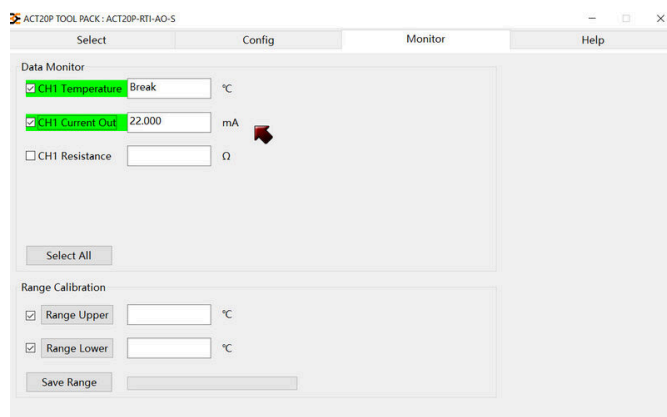 ACT20P TOOL PACK : ACT20P-RTI-AO-S
Select Config Monitor Help
Data Monitor
CH1 Temperature Break °C
CH1 Current Out 22.000 mA
CH1 Resistance Ω
Select All
Range Calibration
Range Upper °C
Range Lower °C
Save Range